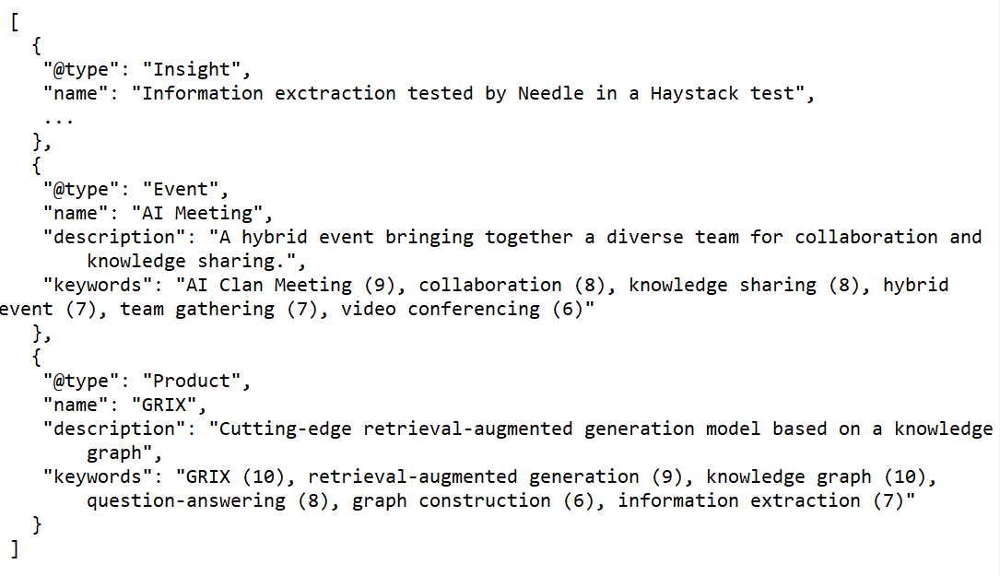 [
  {
   "@type": "Insight",
   "name": "Information exctraction tested by Needle in a Haystack test",
   ...
  },
  {
   "@type": "Event",
   "name": "AI Meeting",
   "description": "A hybrid event bringing together a diverse team for collaboration and
       knowledge sharing.",
   "keywords": "AI Clan Meeting (9), collaboration (8), knowledge sharing (8), hybrid
event (7), team gathering (7), video conferencing (6)"
  },
  {
   "@type": "Product",
   "name": "GRIX",
   "description": "Cutting-edge retrieval-augmented generation model based on a knowledge
       graph",
   "keywords": "GRIX (10), retrieval-augmented generation (9), knowledge graph (10),
       question-answering (8), graph construction (6), information extraction (7)"
  }
]